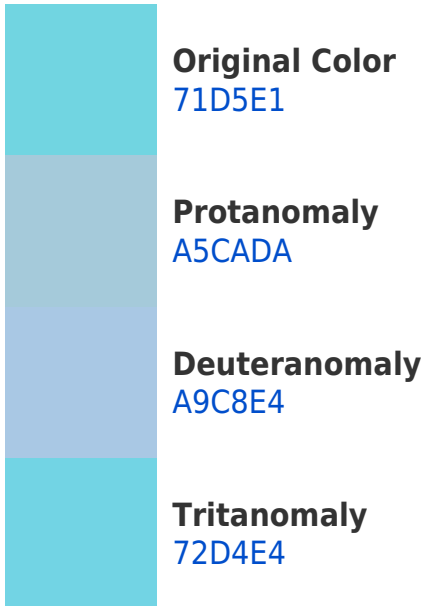 Original Color
71D5E1
Protanomaly
A5CADA
Deuteranomaly
A9C8E4
Tritanomaly
72D4E4